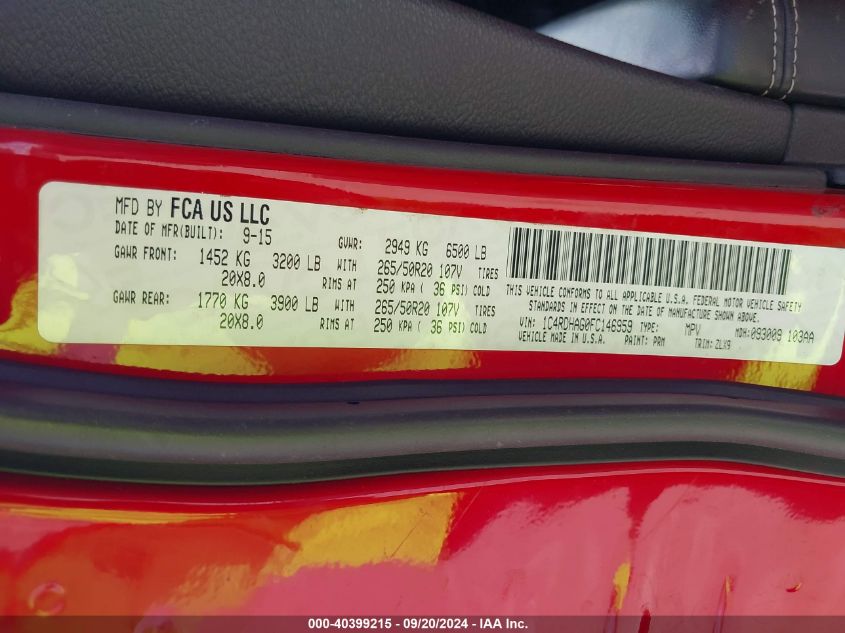 MFD BY FCA US LLC
DATE OF MFR(BUILT): 9-15 GVWR: 2949 KG 6500 LB
GAWR FRONT: 1452 KG 3200 LB WITH 265/50R20 107V TIRES
20X8.0 RIMS AT 250 KPA ( 36 PSI) COLD
GAWR REAR: 1770 KG 3900 LB WITH 265/50R20 107V TIRES
20X8.0 RIMS AT 250 KPA ( 36 PSI) COLD
THIS VEHICLE CONFORMS TO ALL APPLICABLE U.S.A. FEDERAL MOTOR VEHICLE SAFETY
STANDARDS IN EFFECT ON THE DATE OF MANUFACTURE SHOWN ABOVE.
VIN: 1C4RDHAG0FC146959 TYPE: MPV MDH:093009 103AA
VEHICLE MADE IN U.S.A. PAINT: PRM TRIM: ZLX9
000-40399215 - 09/20/2024 - IAA Inc.